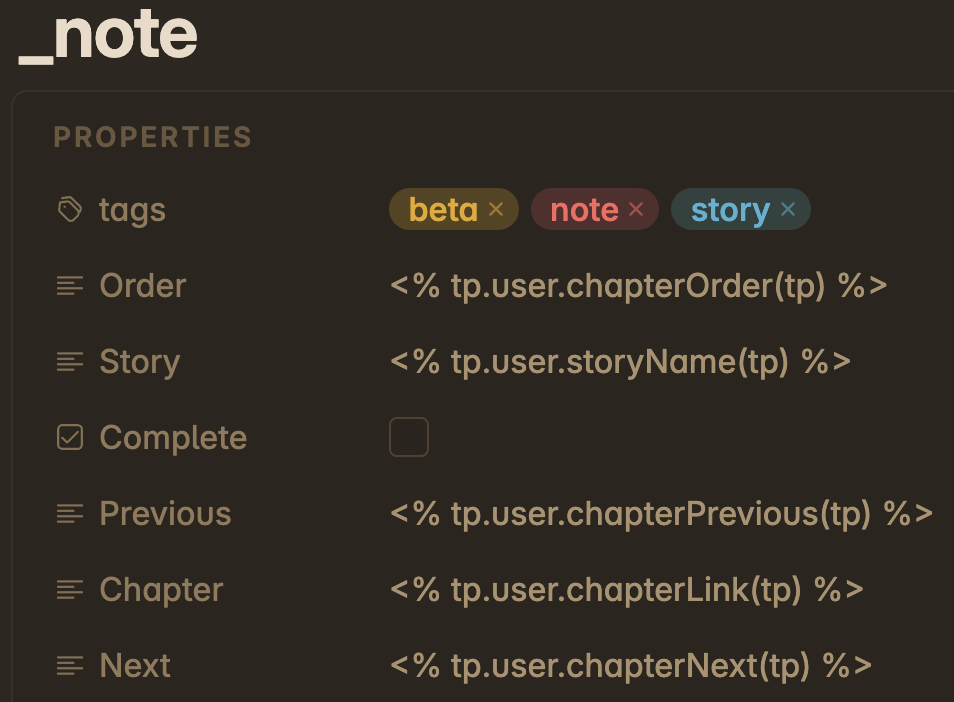 _note
PROPERTIES
tags beta × note × story ×
Order <% tp.user.chapterOrder(tp) %>
Story <% tp.user.storyName(tp) %>
Complete
Previous <% tp.user.chapterPrevious(tp) %>
Chapter <% tp.user.chapterLink(tp) %>
Next <% tp.user.chapterNext(tp) %>